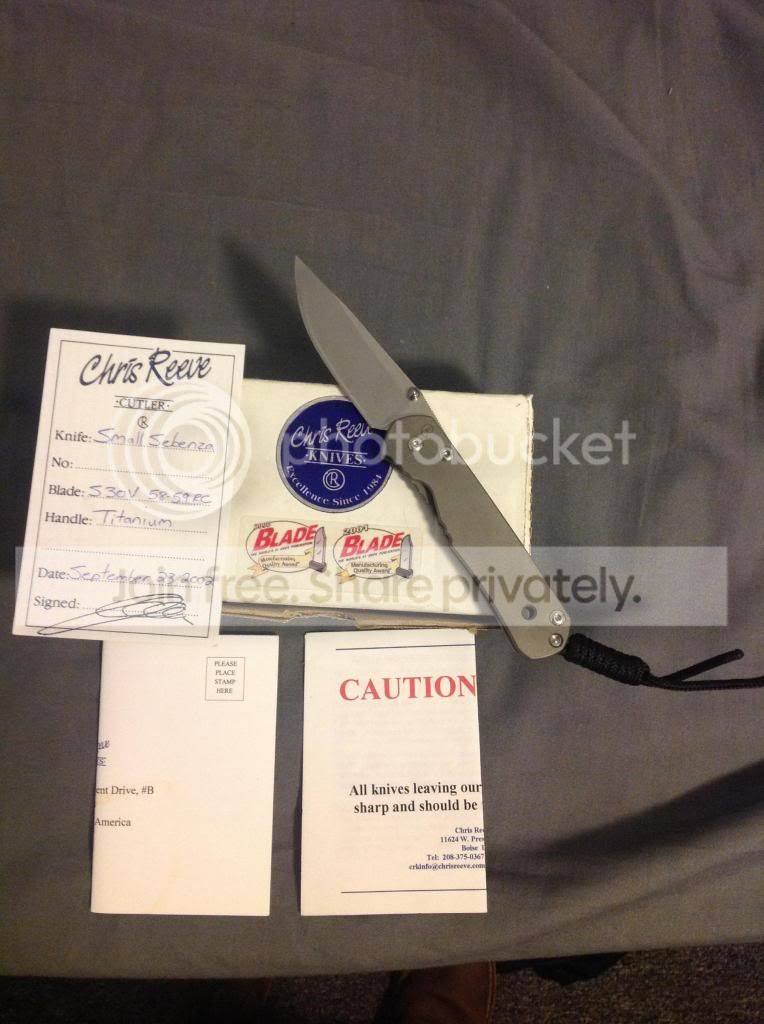 Chris Reeve
·CUTLER·
®
Knife: Small Sebenza
No:
Blade: S30V 58-59 RC
Handle: Titanium
Date: September 23 2002
Signed:
Chris Reeve
·KNIVES·
®
Excellence Since 1984
BLADE
Manufacturing
Quality Award
2001
BLADE
Manufacturing
Quality Award
photobucket
Join free. Share privately.
PLEASE
PLACE
STAMP
HERE
ent Drive, #B
America
CAUTION
All knives leaving our
sharp and should be
Chris Ree
11624 W. Pres
Boise I
Tel: 208-375-0367
crkinfo@chrisreeve.com